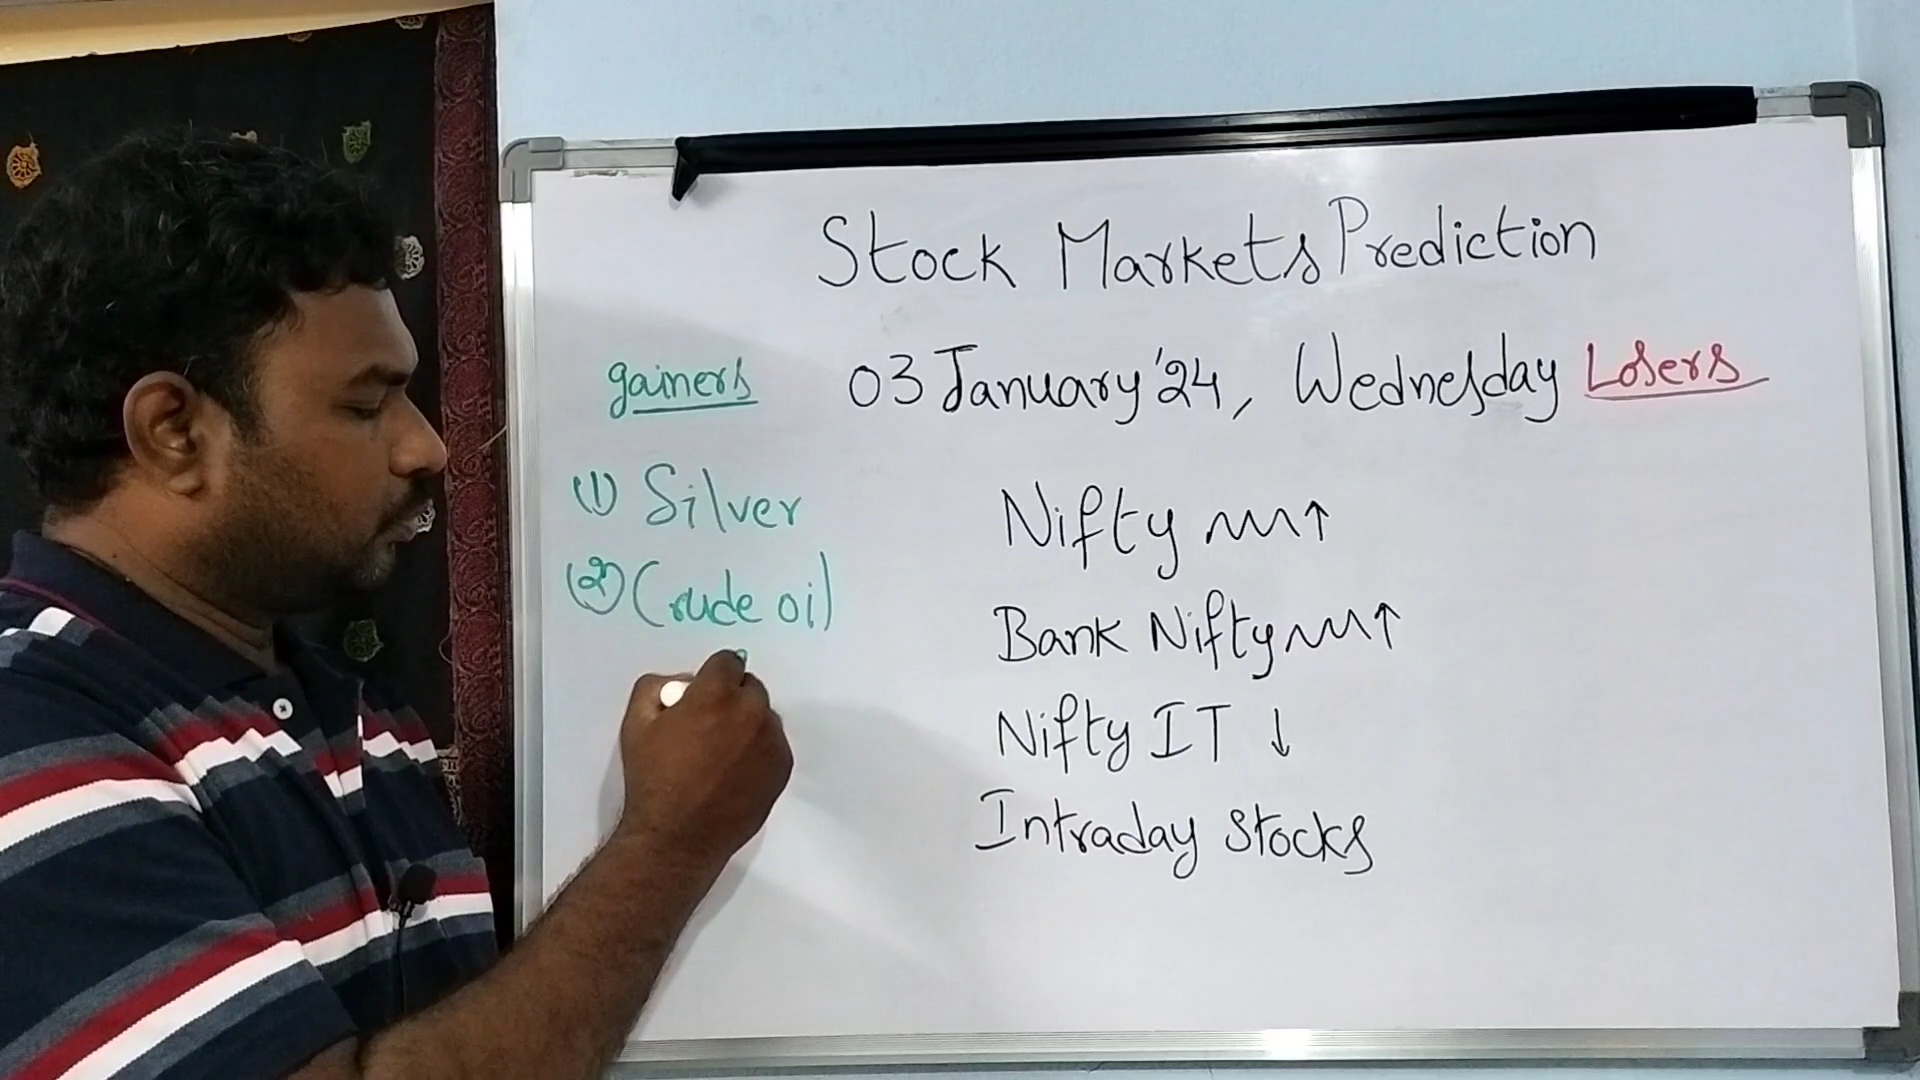 Stock Markets Prediction
gainers 03 January '24, Wednesday Losers
(1) Silver
(2) Crude oil
Nifty ↑
Bank Nifty ↑
Nifty IT ↓
Intraday Stocks